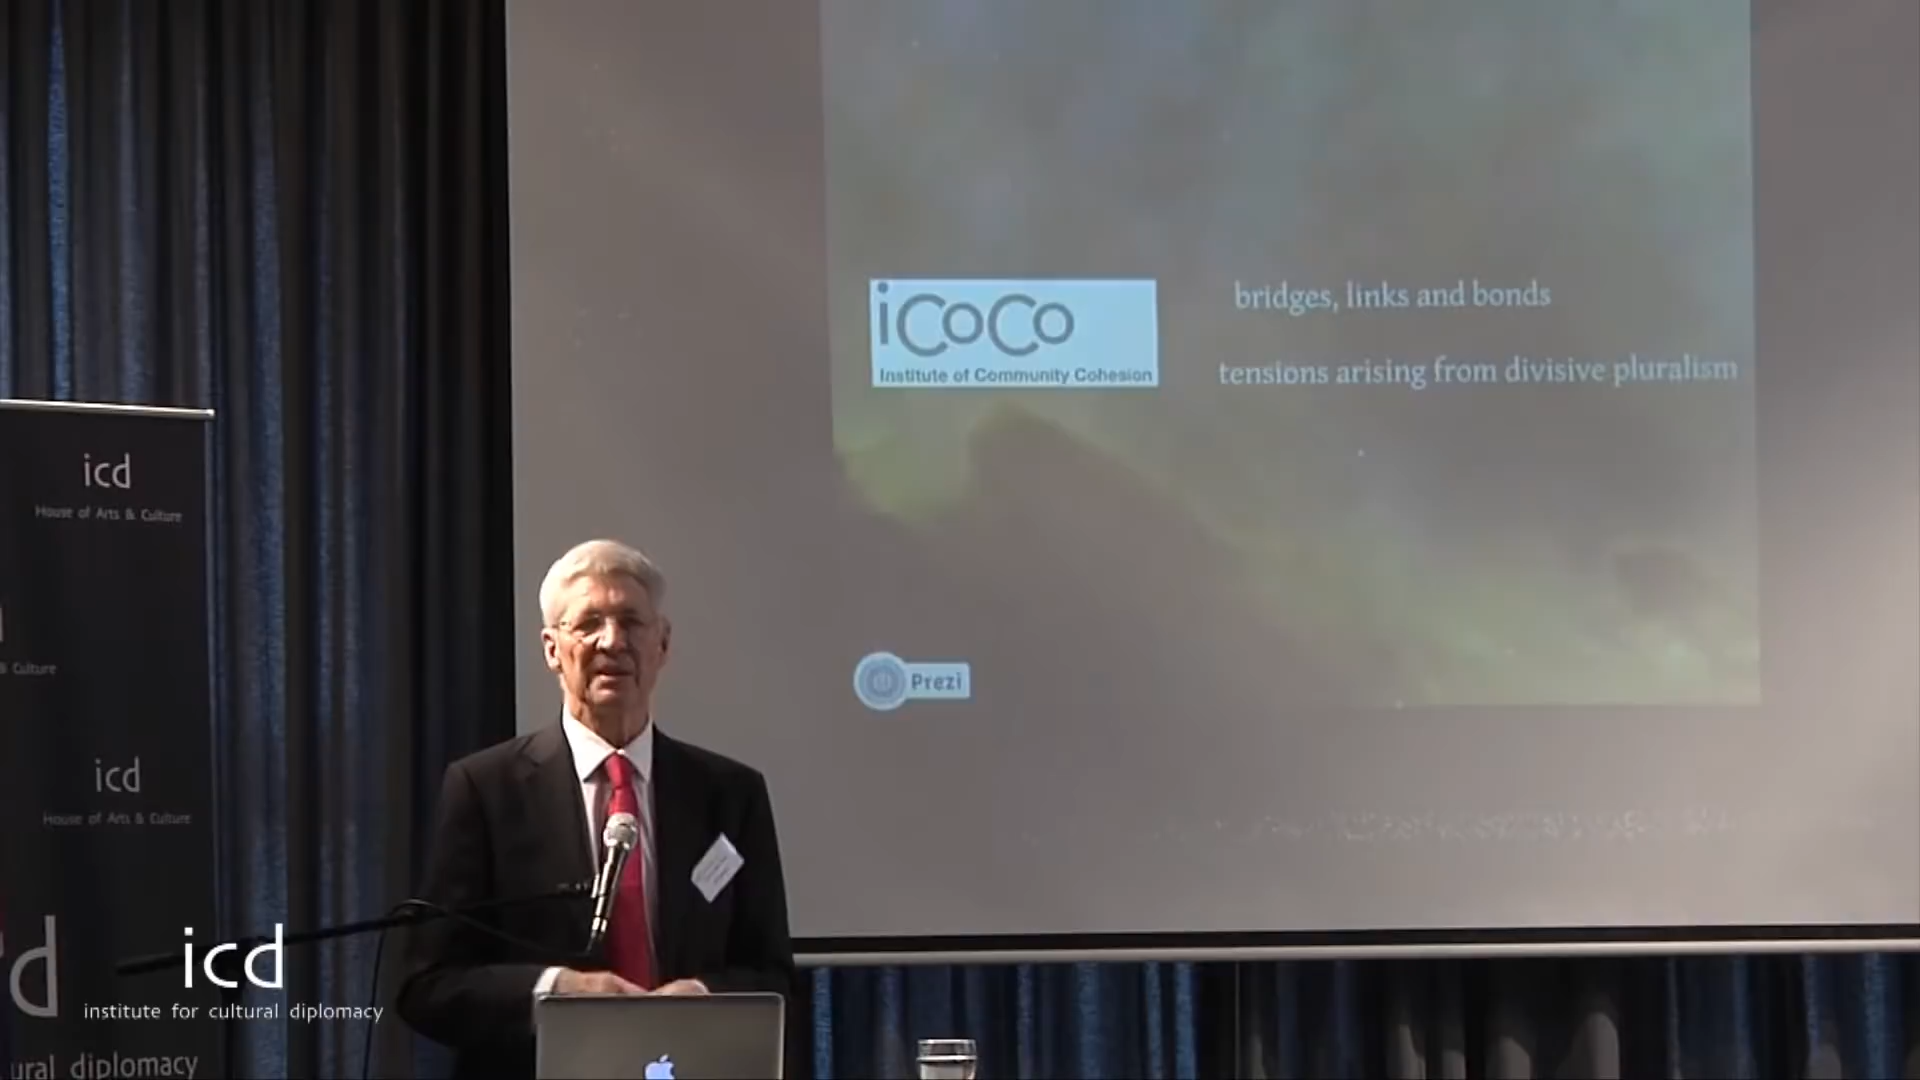 iCoCo
Institute of Community Cohesion
bridges, links and bonds
tensions arising from divisive pluralism
Prezi
icd
House of Arts & Culture
& Culture
icd
House of Arts & Culture
d
ural diplomacy
icd
institute for cultural diplomacy